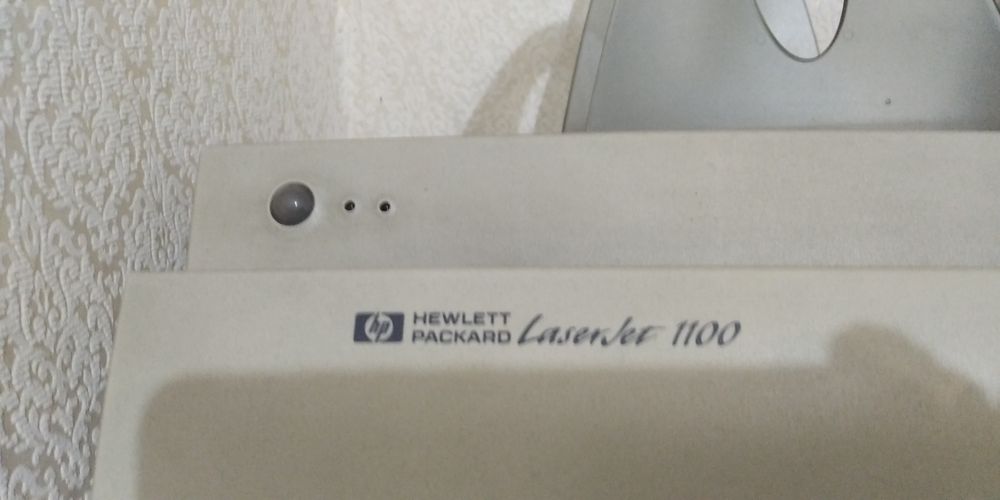 hp HEWLETT
PACKARD LaserJet 1100